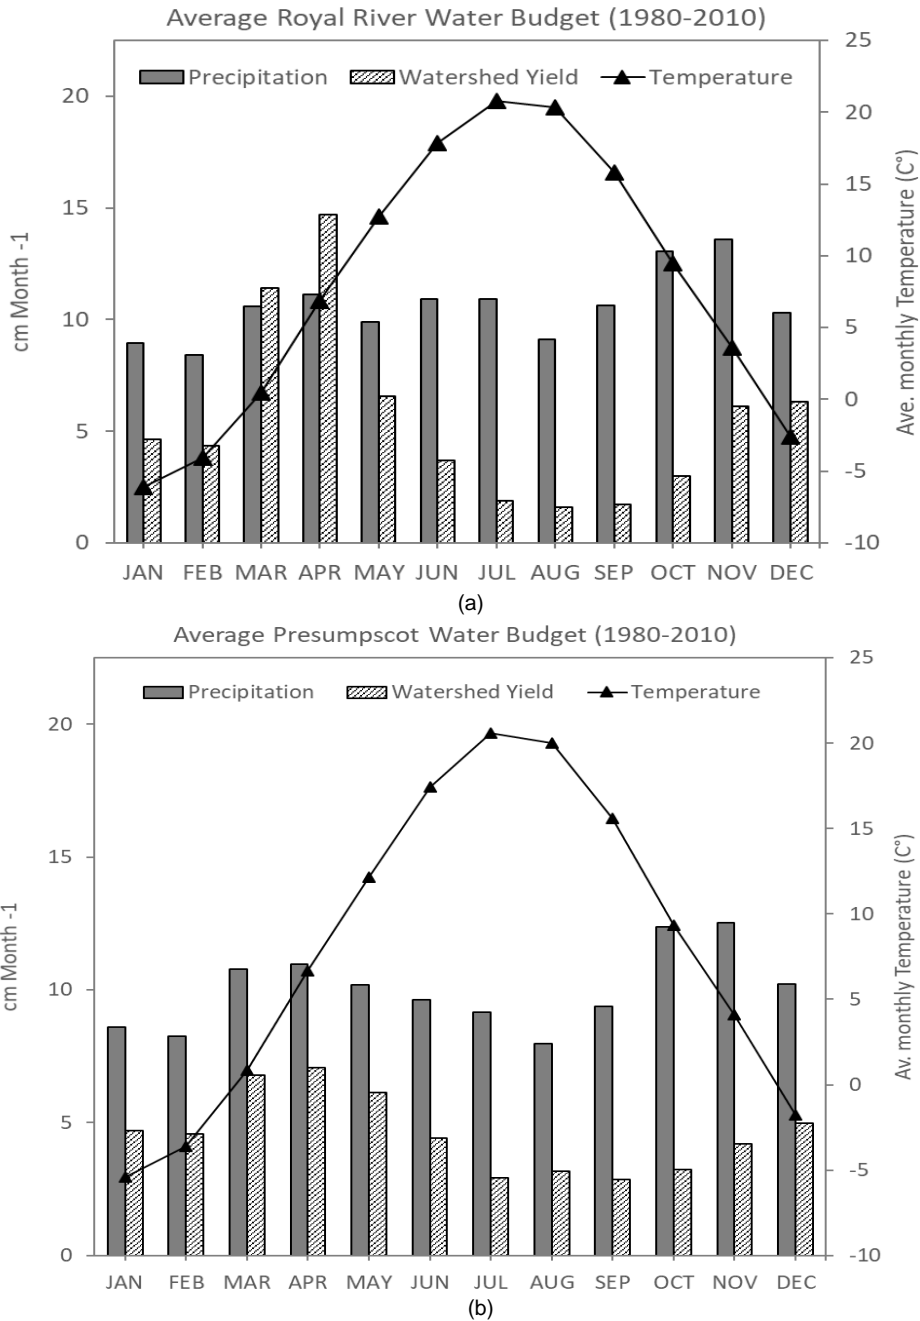 Average Royal River Water Budget (1980-2010)
Precipitation Watershed Yield Temperature
20
15
10
5
0
cm Month -1
25
20
15
10
5
0
-5
-10
Ave. monthly Temperature (C°)
JAN FEB MAR APR MAY JUN JUL AUG SEP OCT NOV DEC
(a)
Average Presumpscot Water Budget (1980-2010)
Precipitation Watershed Yield Temperature
20
15
10
5
0
cm Month -1
25
20
15
10
5
0
-5
-10
Av. monthly Temperature (C°)
JAN FEB MAR APR MAY JUN JUL AUG SEP OCT NOV DEC
(b)